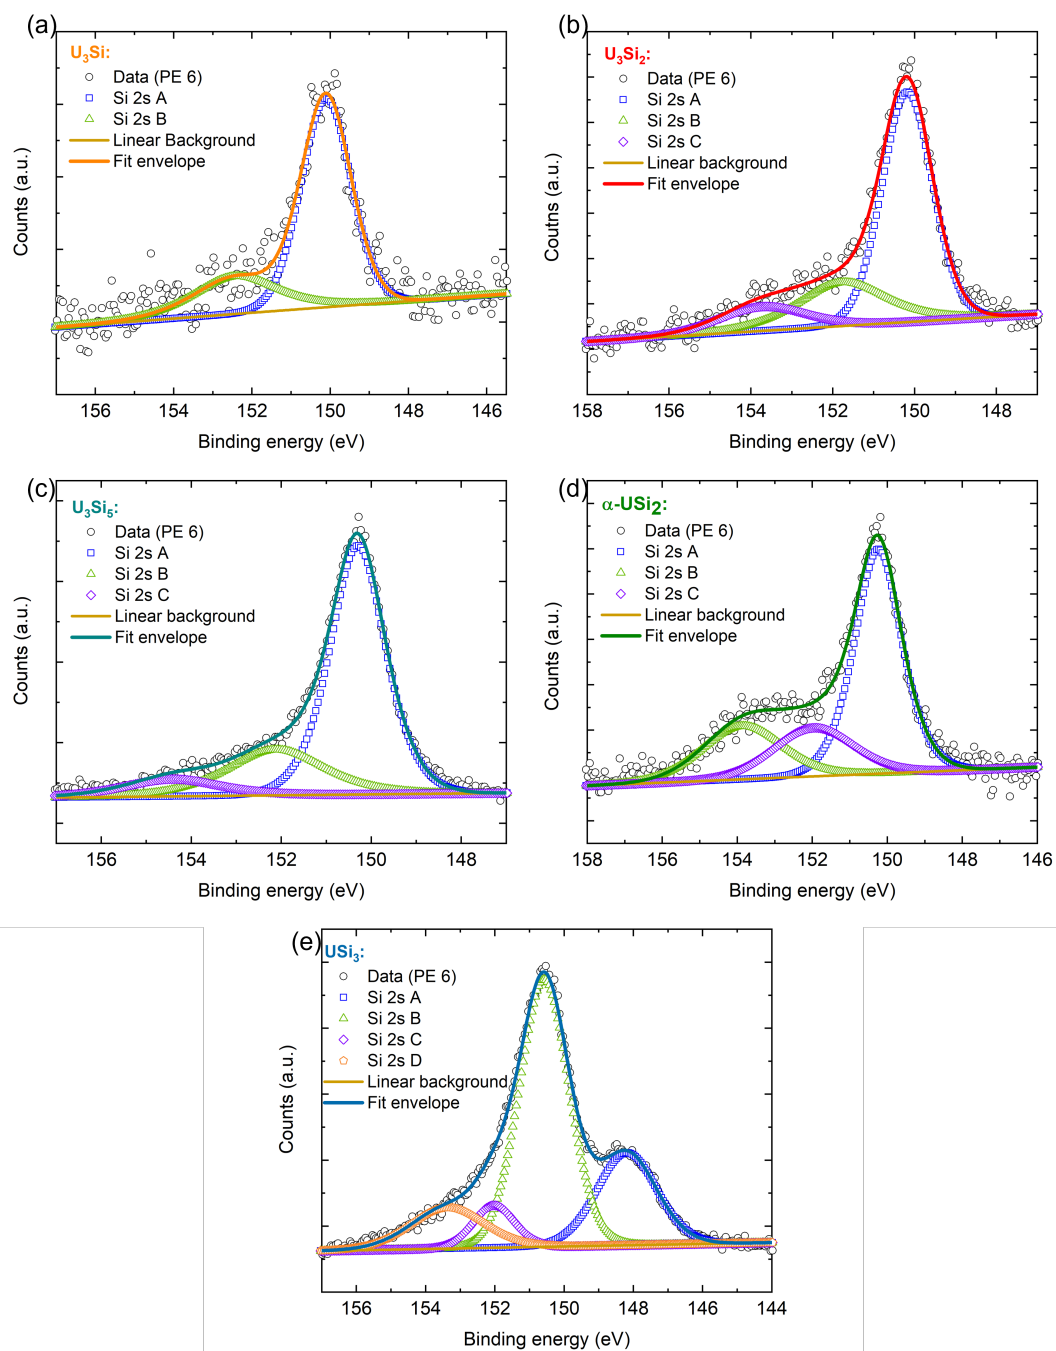 (a)
U₃Si:
Data (PE 6)
Si 2s A
Si 2s B
Linear Background
Fit envelope
Counts (a.u.)
156 154 152 150 148 146
Binding energy (eV)
(b)
U₃Si₂:
Data (PE 6)
Si 2s A
Si 2s B
Si 2s C
Linear background
Fit envelope
Coutns (a.u.)
158 156 154 152 150 148
Binding energy (eV)
(c)
U₃Si₅:
Data (PE 6)
Si 2s A
Si 2s B
Si 2s C
Linear background
Fit envelope
Counts (a.u.)
156 154 152 150 148
Binding energy (eV)
(d)
α-USi₂:
Data (PE 6)
Si 2s A
Si 2s B
Si 2s C
Linear background
Fit envelope
Counts (a.u.)
158 156 154 152 150 148 146
Binding energy (eV)
(e)
USi₃:
Data (PE 6)
Si 2s A
Si 2s B
Si 2s C
Si 2s D
Linear background
Fit envelope
Counts (a.u.)
156 154 152 150 148 146 144
Binding energy (eV)